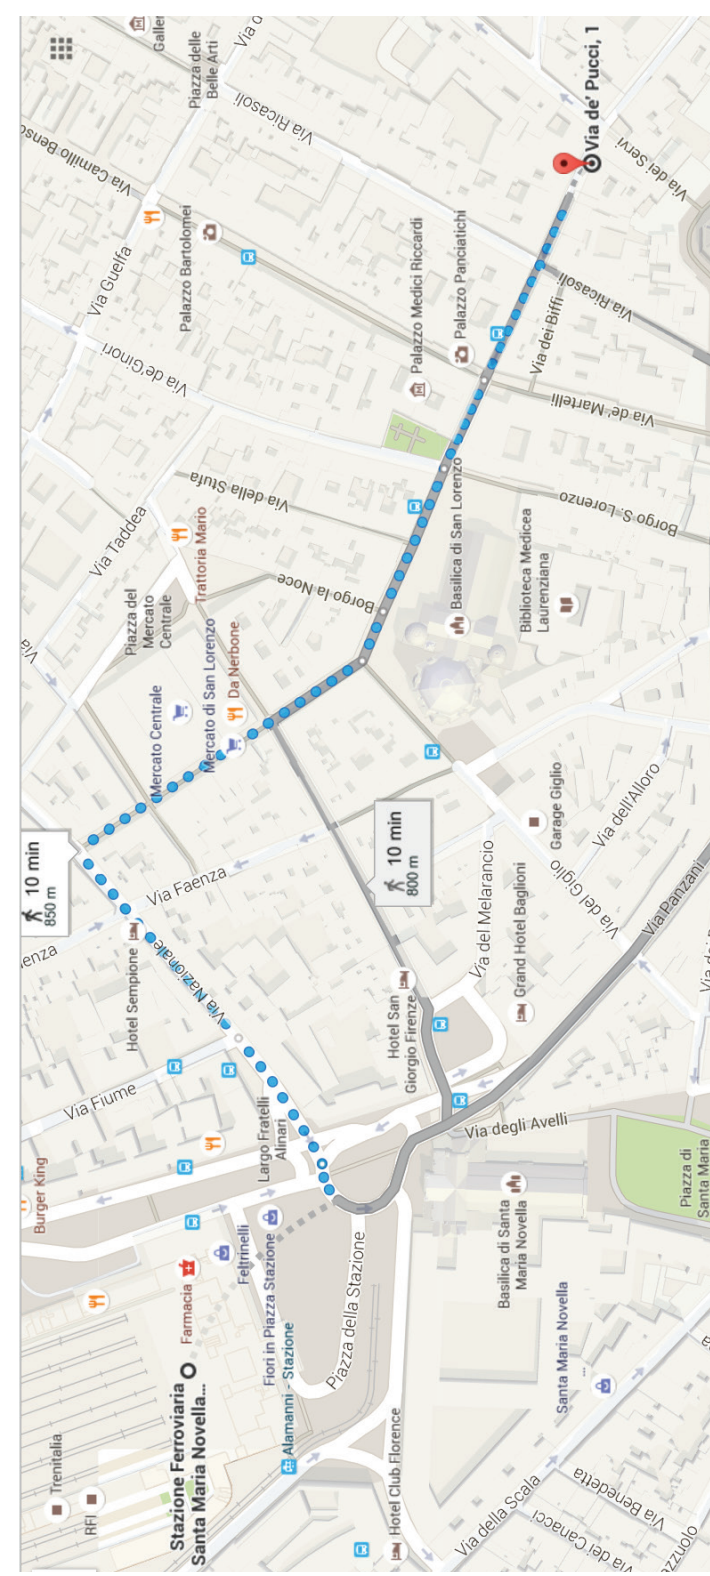 Galler
Piazza delle
Belle Arti
Via d
Via Ricasoli
Via de' Pucci, 1
Via dei Servi
Via Camillo Benso
Via Guelfa
Palazzo Bartolomei
Palazzo Medici Riccardi
Palazzo Panciatichi
Via Ricasoli
Via dei Biffi
Via de' Ginori
Via de' Martelli
Via della Stufa
Via Taddea
Trattoria Mario
Borgo la Noce
Basilica di San Lorenzo
Borgo S. Lorenzo
Biblioteca Medicea
Laurenziana
Piazza del
Mercato
Centrale
Via
Mercato Centrale
Mercato di San Lorenzo
Da Nerbone
10 min
850 m
10 min
800 m
Garage Giglio
Via dell'Alloro
Via Faenza
enza
Via del Melarancio
Via del Giglio
Via Panzani
Hotel Sempione
Via Nazionale
Hotel San
Giorgio Firenze
Grand Hotel Baglioni
Via de
Via Fiume
Largo Fratelli
Alinari
Via degli Avelli
Burger King
Feltrinelli
Fiori in Piazza Stazione
Farmacia
Piazza della Stazione
Basilica di Santa
Maria Novella
Piazza di
Santa Maria
Stazione Ferroviaria
Santa Maria Novella...
Alamanni - Stazione
Santa Maria Novella
...
Trenitalia
RFI
Hotel Club Florence
Via della Scala
Via Benedetta
Via dei Canacci
azzuolo